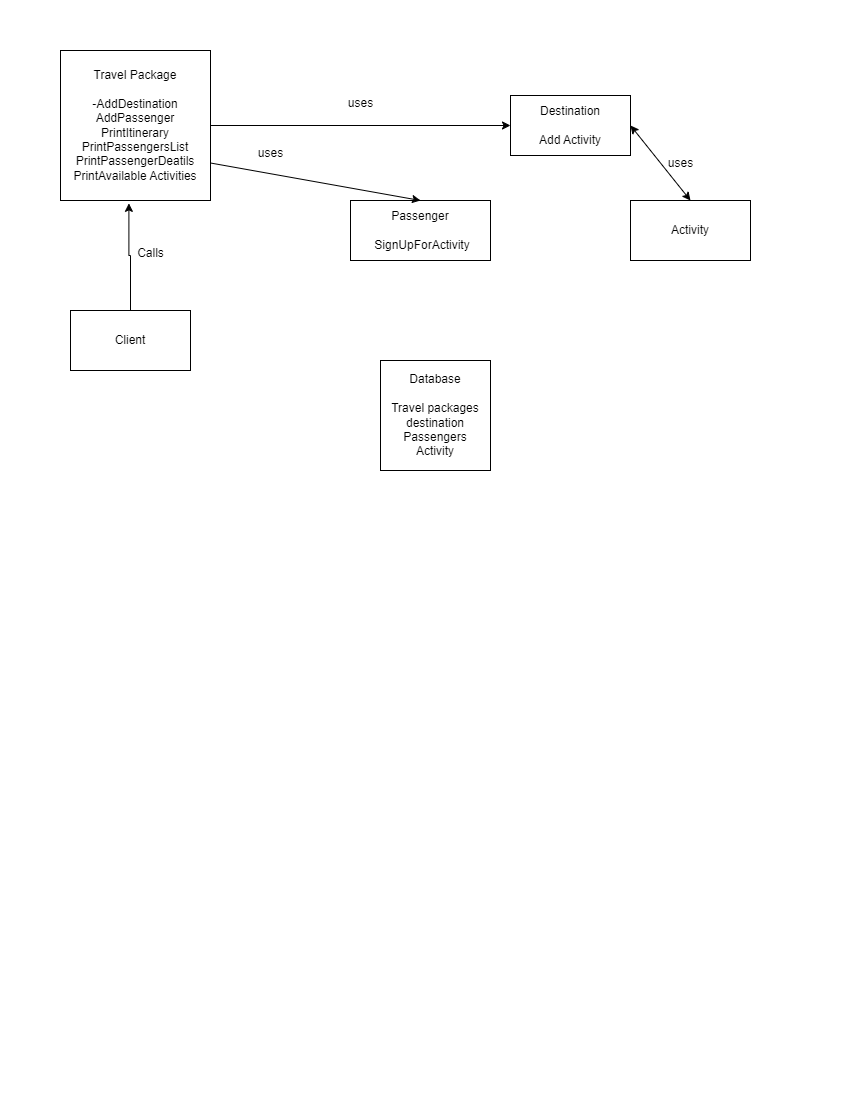 Travel Package
-AddDestination
AddPassenger
PrintItinerary
PrintPassengersList
PrintPassengerDeatils
PrintAvailable Activities
uses
Destination
Add Activity
uses
uses
Passenger
SignUpForActivity
Activity
Calls
Client
Database
Travel packages
destination
Passengers
Activity